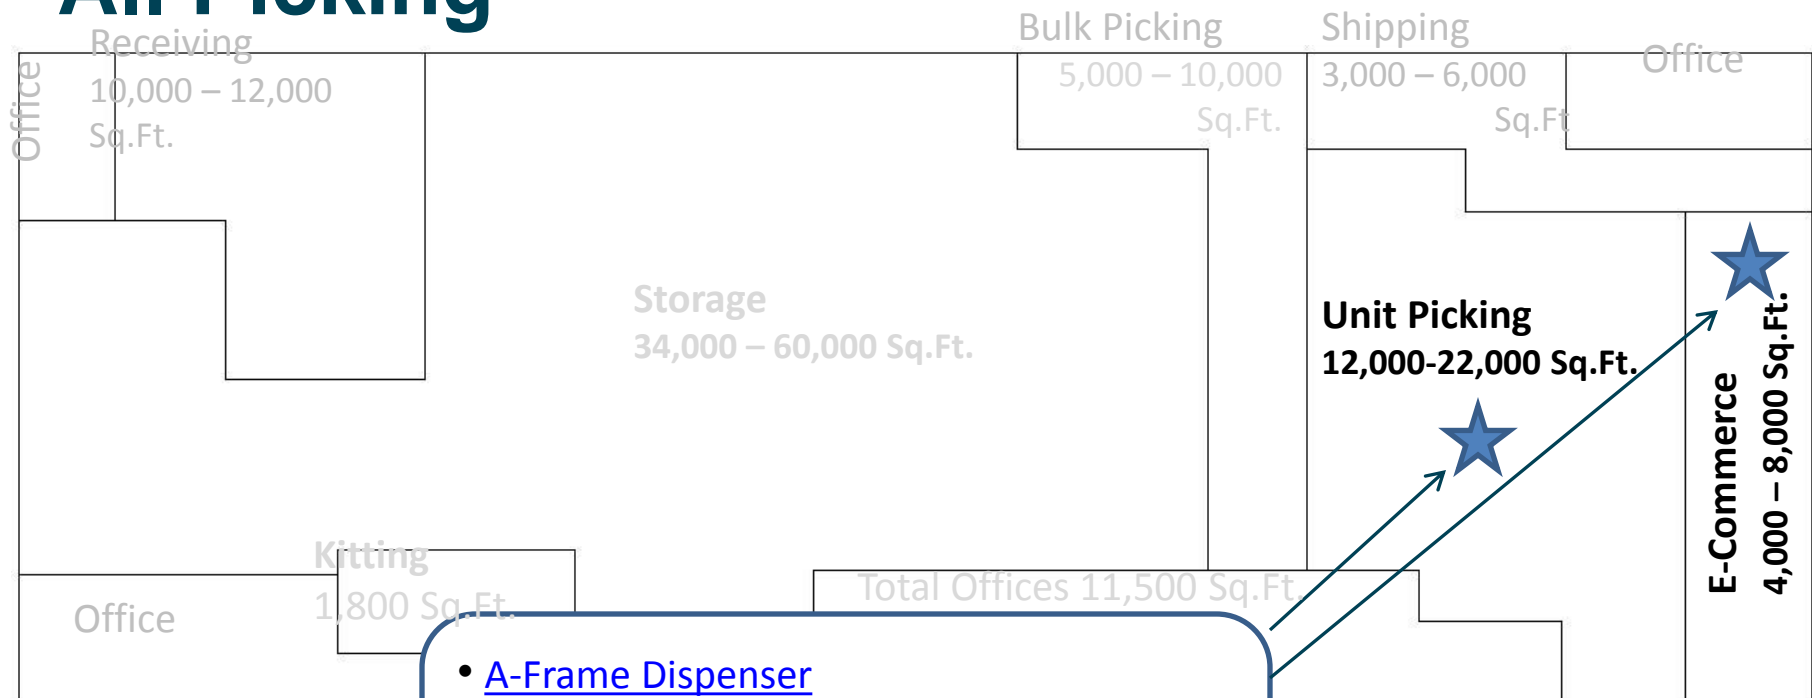 All Picking
Receiving
10,000 – 12,000
Sq.Ft.
Office
Bulk Picking
5,000 – 10,000
Sq.Ft.
Shipping
3,000 – 6,000
Sq.Ft
Office
Storage
34,000 – 60,000 Sq.Ft.
Unit Picking
12,000-22,000 Sq.Ft.
E-Commerce
4,000 – 8,000 Sq.Ft.
Kitting
1,800 Sq.Ft.
Office
Total Offices 11,500 Sq.Ft.
• A-Frame Dispenser